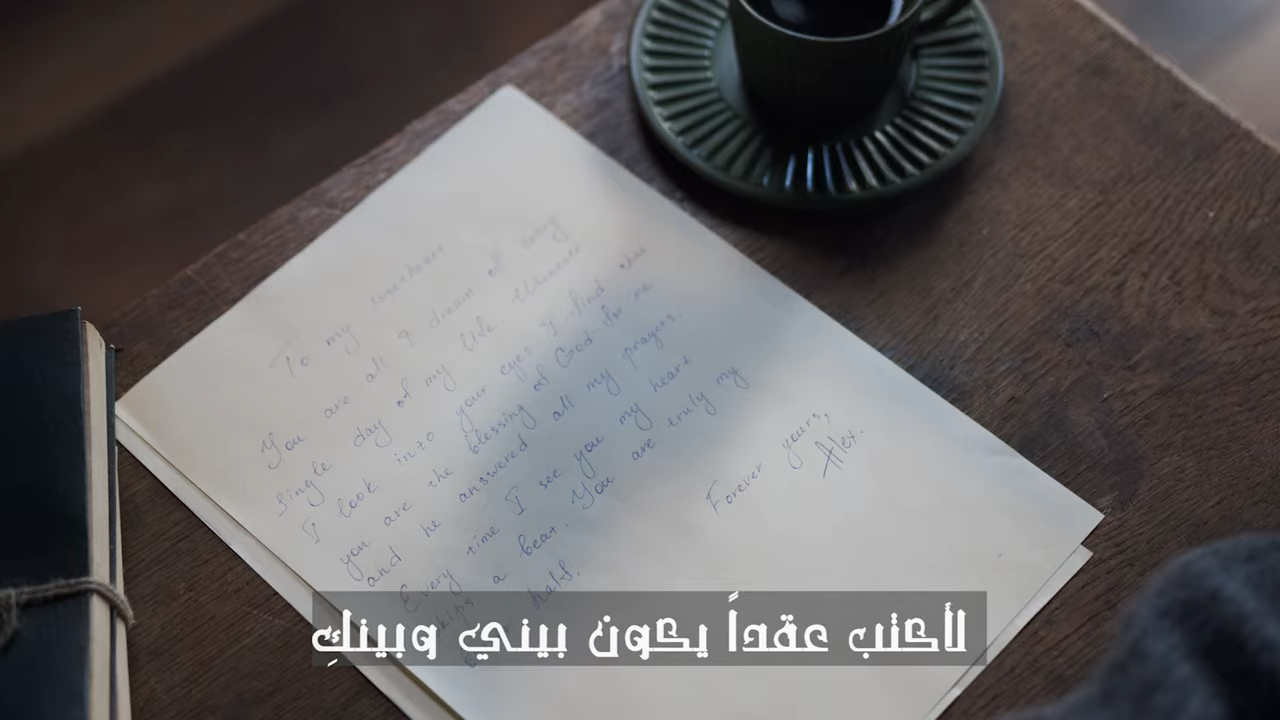 To my sweetheart
You are all I dream of every
single day of my life. Whenever
I look into your eyes I find that
you are the blessing of God for me
and he answered all my prayers.
Every time I see you my heart
skips a beat. You are truly my
half.
Forever yours,
Alex.
لأكتب عقداً يكون بيني وبينكِ